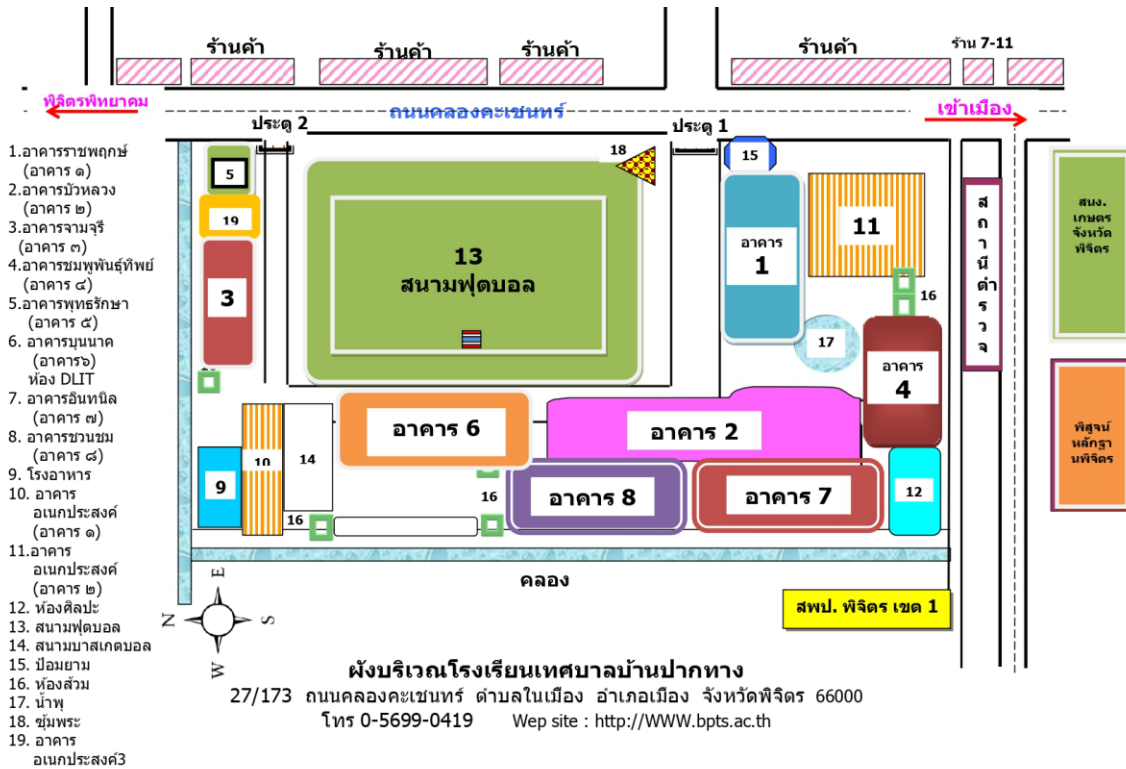 ร้านค้า
ร้านค้า
ร้านค้า
ร้านค้า
ร้าน 7-11
พิจิตรพิทยาคม
ถนนคลองคะเชนทร์
เข้าเมือง
ประตู 2
ประตู 1
1.อาคารราชพฤกษ์
(อาคาร ๑)
2.อาคารบัวหลวง
(อาคาร ๒)
3.อาคารจามจุรี
(อาคาร ๓)
4.อาคารชมพูพันธุ์ทิพย์
(อาคาร ๔)
5.อาคารพุทธรักษา
(อาคาร ๕)
6. อาคารบุนนาค
(อาคาร๖)
ห้อง DLIT
7. อาคารอินทนิล
(อาคาร ๗)
8. อาคารชวนชม
(อาคาร ๘)
9. โรงอาหาร
10. อาคาร
อเนกประสงค์
(อาคาร ๑)
11.อาคาร
อเนกประสงค์
(อาคาร ๒)
12. ห้องศิลปะ
13. สนามฟุตบอล
14. สนามบาสเกตบอล
15. ป้อมยาม
16. ห้องส้วม
17. น้ำพุ
18. ซุ้มพระ
19. อาคาร
อเนกประสงค์3
5
19
3
18
13
สนามฟุตบอล
15
อาคาร
1
11
16
17
อาคาร
4
สถานีตำรวจ
สนง.
เกษตร
จังหวัด
พิจิตร
พิสูจน์
หลักฐา
นพิจิตร
อาคาร 6
อาคาร 2
9
10
14
16
16
อาคาร 8
อาคาร 7
12
คลอง
E
N
S
W
สพป. พิจิตร เขต 1
ผังบริเวณโรงเรียนเทศบาลบ้านปากทาง
27/173 ถนนคลองคะเชนทร์ ตำบลในเมือง อำเภอเมือง จังหวัดพิจิตร 66000
โทร 0-5699-0419 Wep site : http://WWW.bpts.ac.th